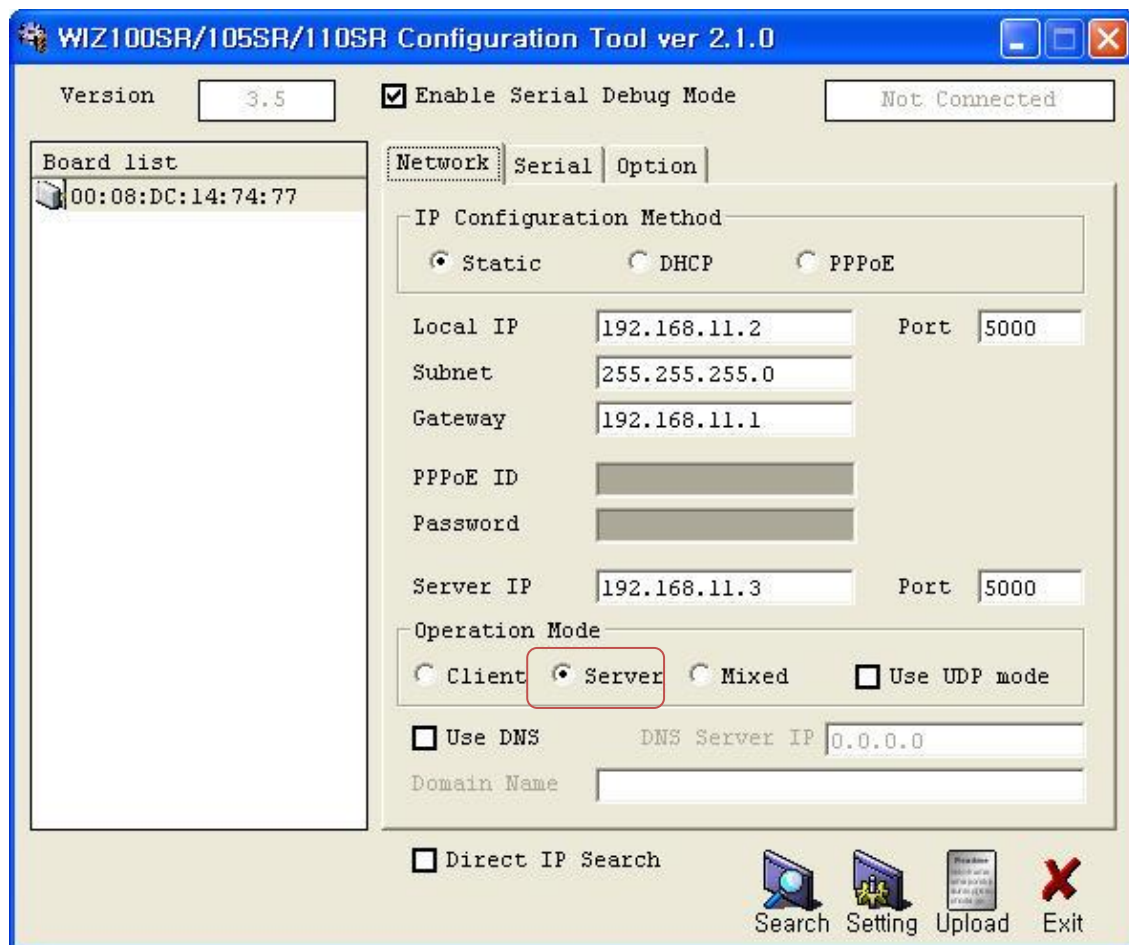 WIZ100SR/105SR/110SR Configuration Tool ver 2.1.0
Version 3.5 Enable Serial Debug Mode Not Connected
Board list
00:08:DC:14:74:77
Network Serial Option
IP Configuration Method
Static DHCP PPPoE
Local IP 192.168.11.2 Port 5000
Subnet 255.255.255.0
Gateway 192.168.11.1
PPPoE ID
Password
Server IP 192.168.11.3 Port 5000
Operation Mode
Client Server Mixed Use UDP mode
Use DNS DNS Server IP 0.0.0.0
Domain Name
Direct IP Search
Search Setting Upload Exit